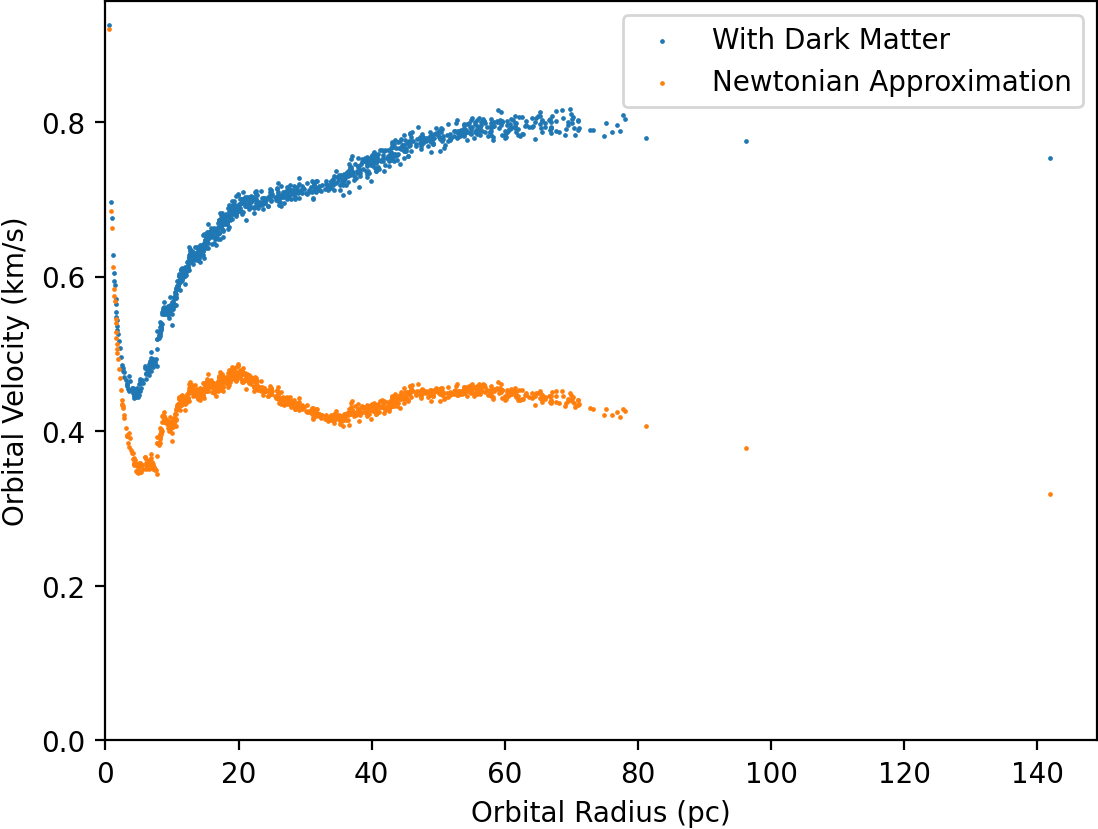 With Dark Matter
Newtonian Approximation
Orbital Velocity (km/s)
0.8
0.6
0.4
0.2
0.0
0 20 40 60 80 100 120 140
Orbital Radius (pc)